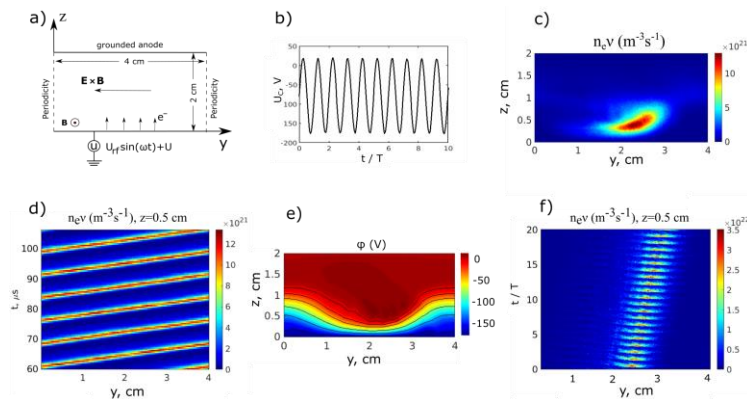 a)
z
grounded anode
4 cm
Periodicity
E×B
2 cm
Periodicity
B
e⁻
y
u
U_rf sin(ωt)+U
b)
U_C, V
50
0
-50
-100
-150
-200
0 2 4 6 8 10
t / T
c)
n_eν (m⁻³s⁻¹)
×10²¹
z, cm
2
1.5
1
0.5
0
0 1 2 3 4
y, cm
10
5
0
d)
n_eν (m⁻³s⁻¹), z=0.5 cm
×10²¹
t, μs
100
90
80
70
60
1 2 3 4
y, cm
12
10
8
6
4
2
0
e)
φ (V)
z, cm
2
1.5
1
0.5
0
0 1 2 3 4
y, cm
0
-50
-100
-150
f)
n_eν (m⁻³s⁻¹), z=0.5 cm
×10²²
t / T
20
15
10
5
0
1 2 3 4
y, cm
3.5
3
2.5
2
1.5
1
0.5
0